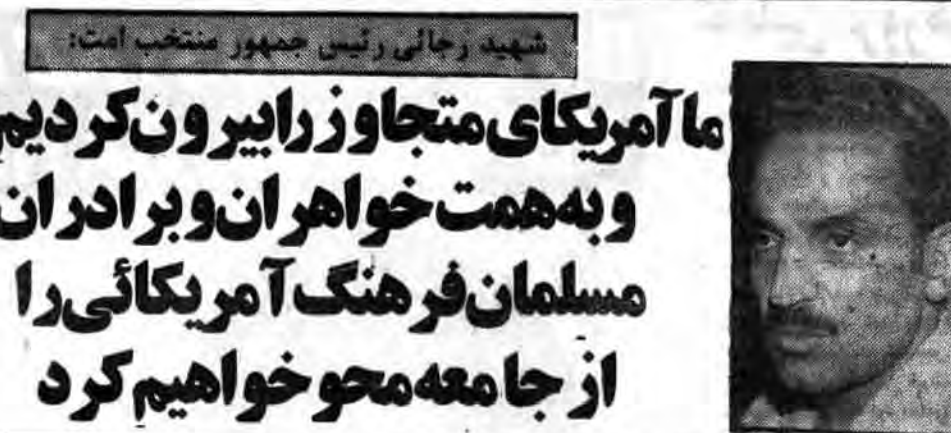 شهید رجائی رئیس جمهور منتخب امت:
ما آمریکای متجاوز را بیرون کردیم
و به همت خواهران و برادران
مسلمان فرهنگ آمریکائی را
از جامعه محو خواهیم کرد